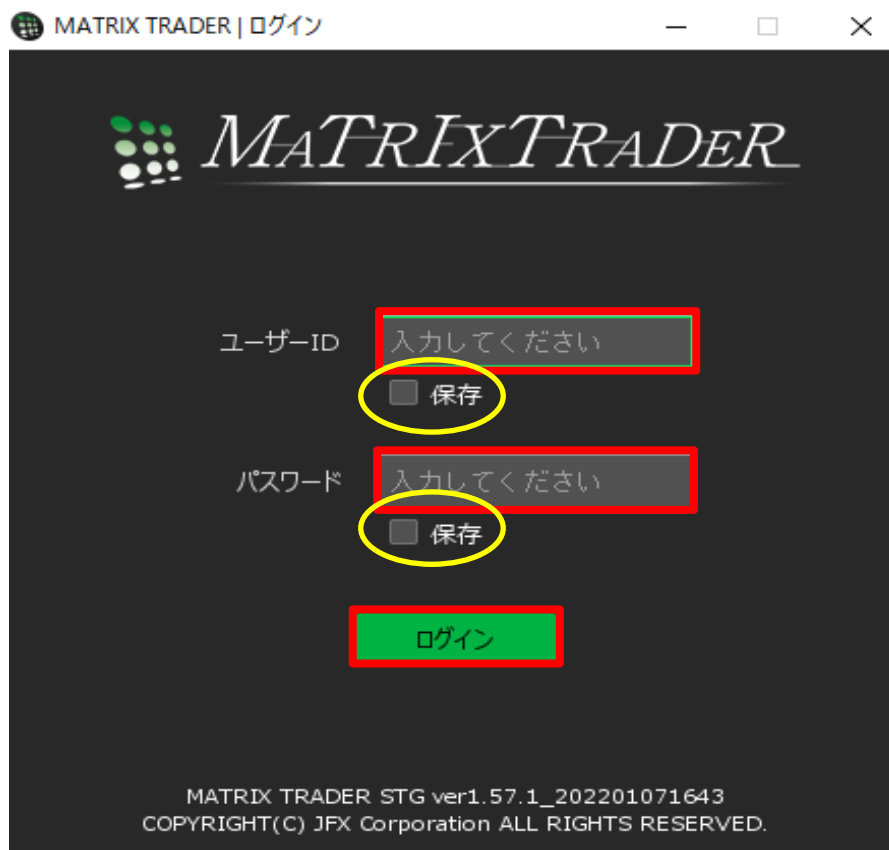 MATRIX TRADER | ログイン
MATRIXTRADER
ユーザーID 入力してください
保存
パスワード 入力してください
保存
ログイン
MATRIX TRADER STG ver1.57.1_202201071643
COPYRIGHT(C) JFX Corporation ALL RIGHTS RESERVED.